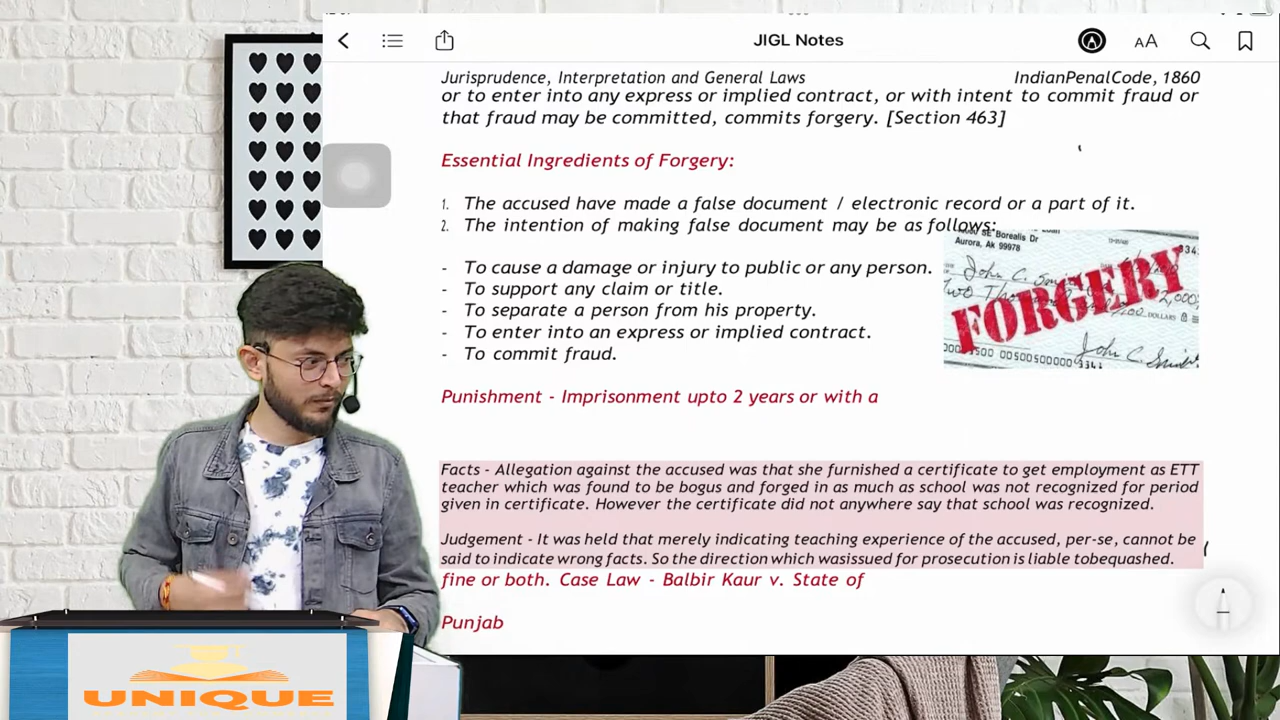 JIGL Notes
AA
Jurisprudence, Interpretation and General Laws
IndianPenalCode, 1860
or to enter into any express or implied contract, or with intent to commit fraud or
that fraud may be committed, commits forgery. [Section 463]
Essential Ingredients of Forgery:
1. The accused have made a false document / electronic record or a part of it.
2. The intention of making false document may be as follows:
- To cause a damage or injury to public or any person.
- To support any claim or title.
- To separate a person from his property.
- To enter into an express or implied contract.
- To commit fraud.
SE Borealis Dr
Aurora, Ak 99978
John C.
FORGERY
DOLLARS
Punishment - Imprisonment upto 2 years or with a
Facts - Allegation against the accused was that she furnished a certificate to get employment as ETT
teacher which was found to be bogus and forged in as much as school was not recognized for period
given in certificate. However the certificate did not anywhere say that school was recognized.
Judgement - It was held that merely indicating teaching experience of the accused, per-se, cannot be
said to indicate wrong facts. So the direction which wasissued for prosecution is liable tobequashed.
fine or both. Case Law - Balbir Kaur v. State of
Punjab
UNIQUE